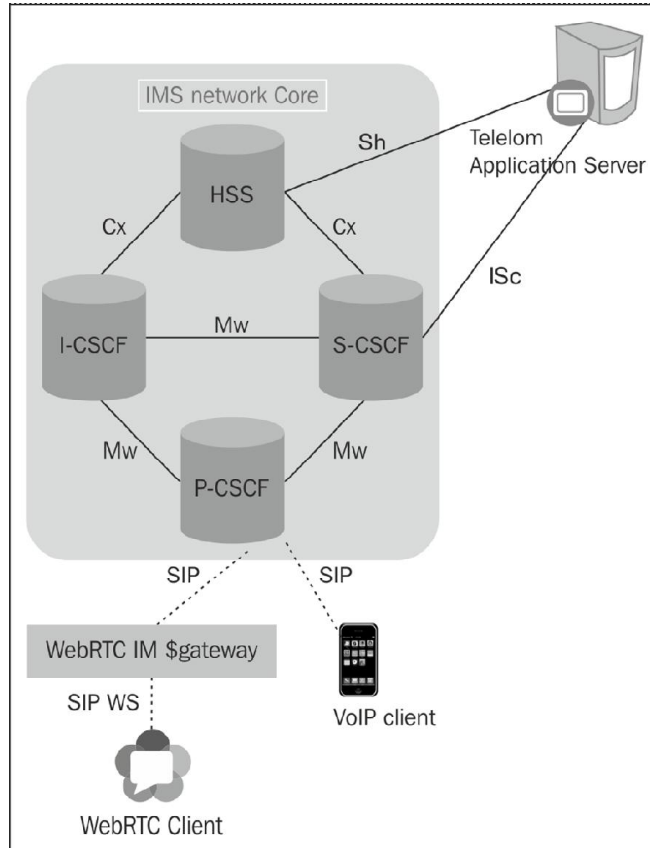 IMS network Core
Telelom
Application Server
Sh
HSS
Cx
Cx
ISc
I-CSCF
Mw
S-CSCF
Mw
Mw
P-CSCF
SIP
SIP
WebRTC IM $gateway
SIP WS
VoIP client
WebRTC Client